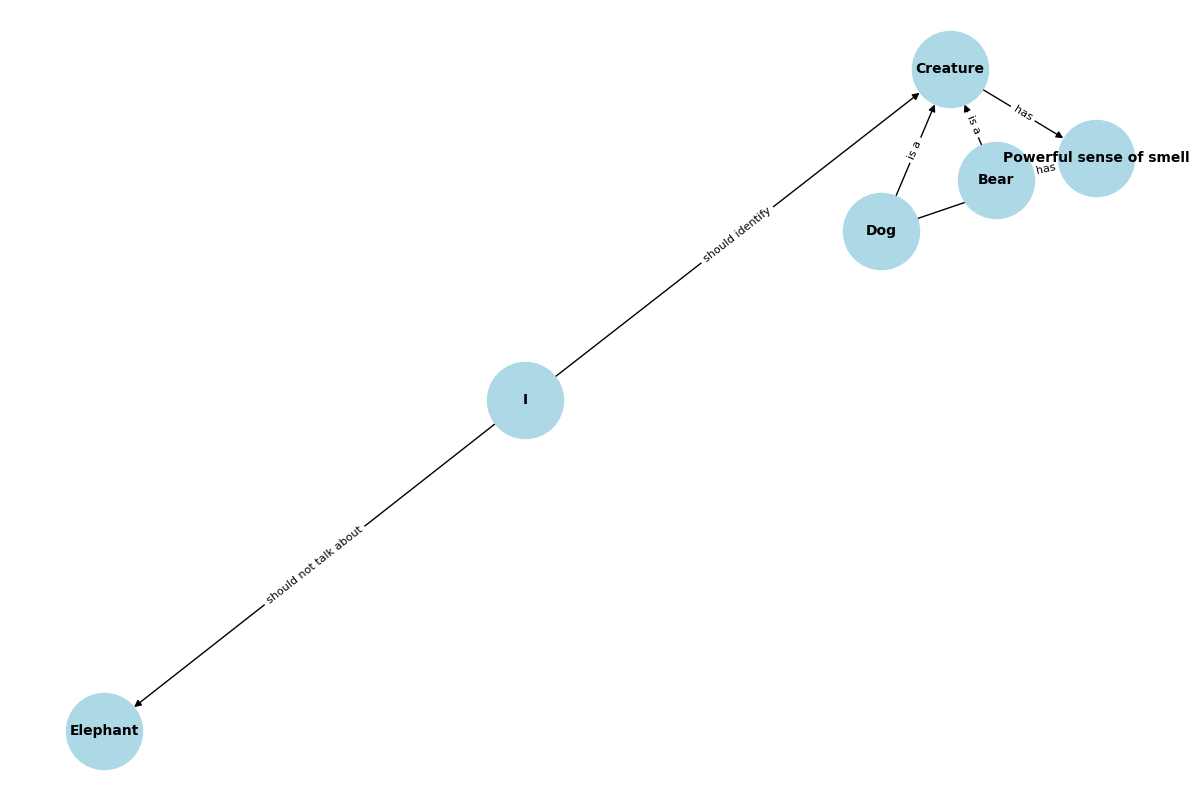 Creature
has
is a
is a
Powerful sense of smell
has
Bear
Dog
should identify
I
should not talk about
Elephant